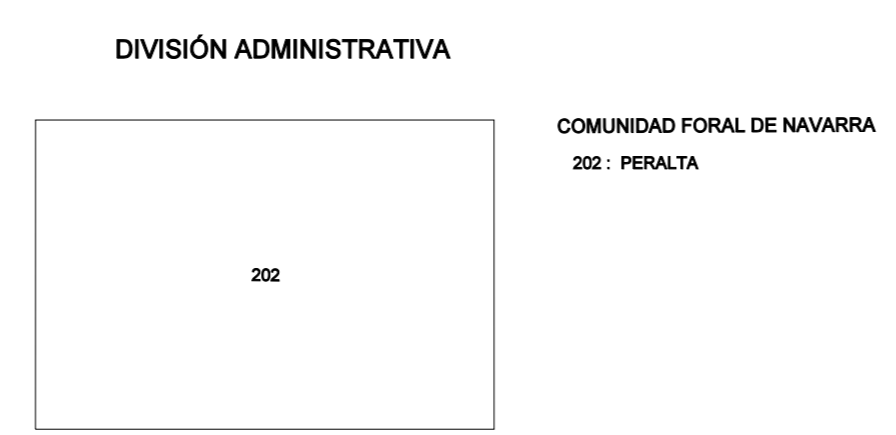 DIVISIÓN ADMINISTRATIVA
202
COMUNIDAD FORAL DE NAVARRA
202 : PERALTA